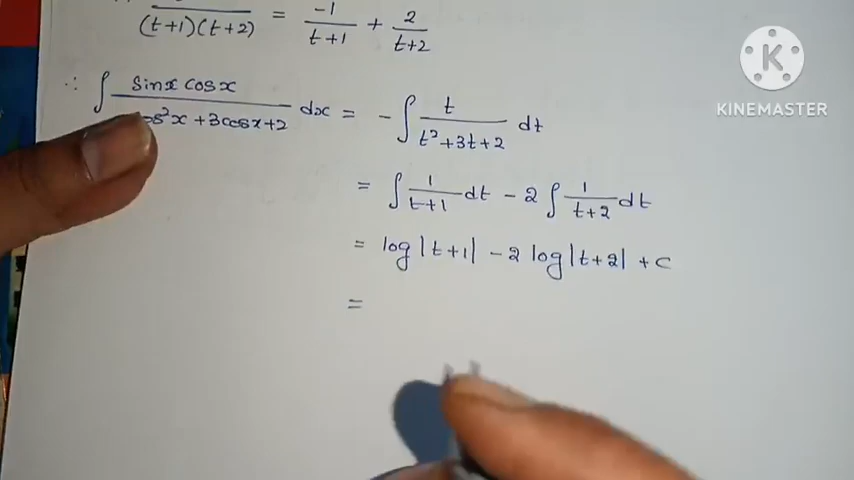 (t+1)(t+2) = -1/t+1 + 2/t+2
∴ ∫ sinx cosx / cos²x +3cosx+2 dx = - ∫ t / t²+3t+2 dt
= ∫ 1/t+1 dt - 2 ∫ 1/t+2 dt
= log|t+1| - 2 log|t+2| + c
=
KINEMASTER